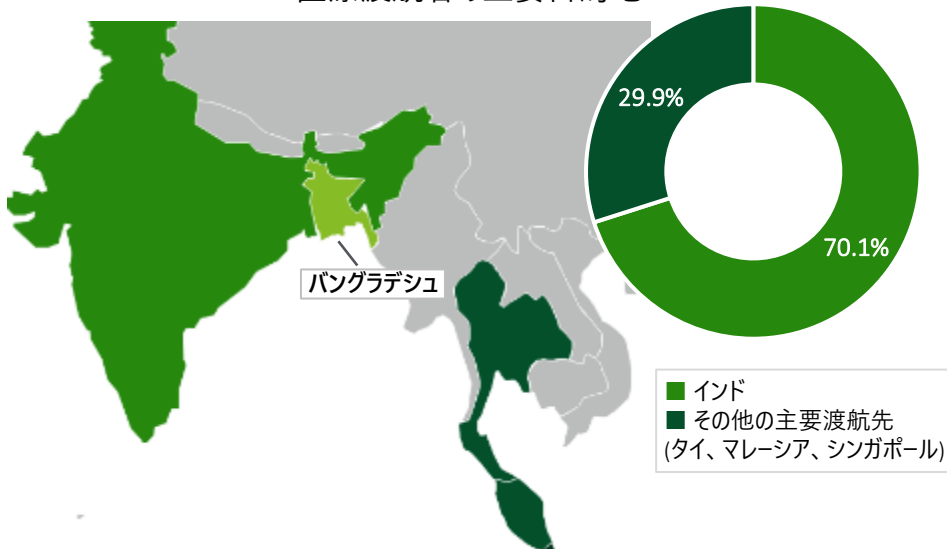 29.9%
70.1%
バングラデシュ
インド
その他の主要渡航先
(タイ、マレーシア、シンガポール)